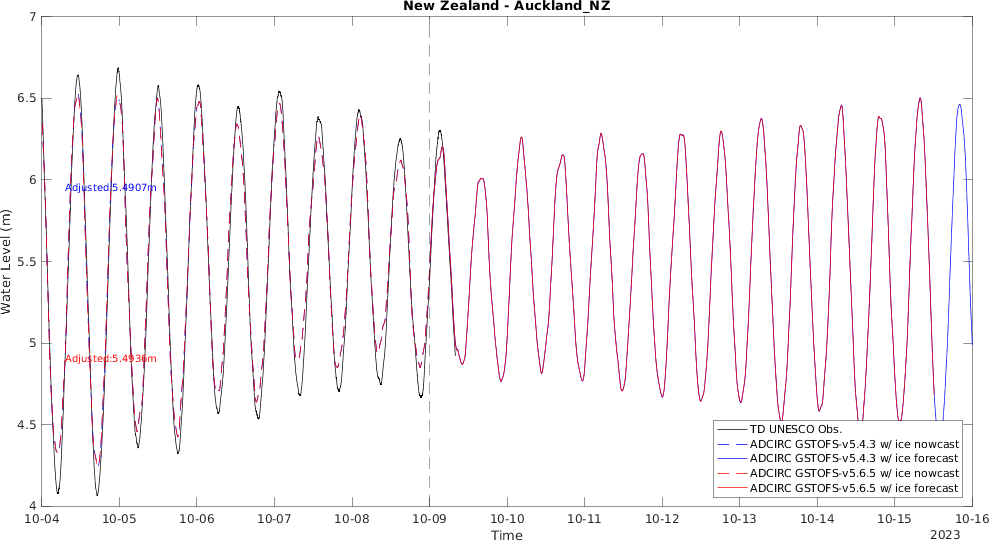 New Zealand - Auckland_NZ
7
6.5
6
5.5
5
4.5
4
Water Level (m)
Adjusted:5.4907m
Adjusted:5.4936m
TD UNESCO Obs.
ADCIRC GSTOFS-v5.4.3 w/ ice nowcast
ADCIRC GSTOFS-v5.4.3 w/ ice forecast
ADCIRC GSTOFS-v5.6.5 w/ ice nowcast
ADCIRC GSTOFS-v5.6.5 w/ ice forecast
10-04 10-05 10-06 10-07 10-08 10-09 10-10 10-11 10-12 10-13 10-14 10-15 10-16
Time
2023